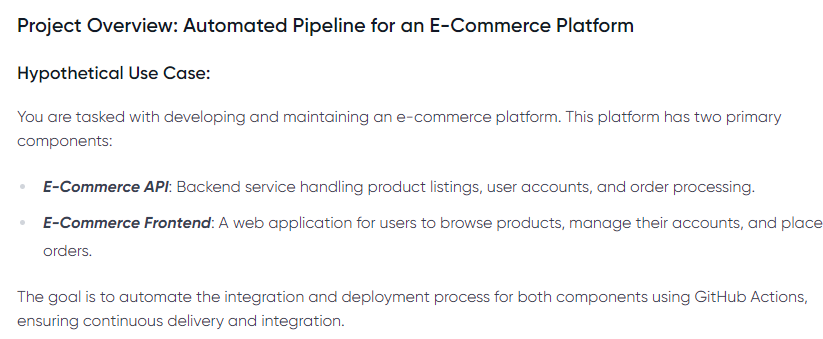 Project Overview: Automated Pipeline for an E-Commerce Platform
Hypothetical Use Case:
You are tasked with developing and maintaining an e-commerce platform. This platform has two primary
components:
E-Commerce API: Backend service handling product listings, user accounts, and order processing.
E-Commerce Frontend: A web application for users to browse products, manage their accounts, and place
orders.
The goal is to automate the integration and deployment process for both components using GitHub Actions,
ensuring continuous delivery and integration.